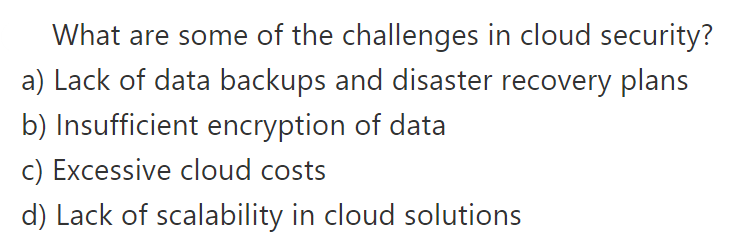 What are some of the challenges in cloud security?
a) Lack of data backups and disaster recovery plans
b) Insufficient encryption of data
c) Excessive cloud costs
d) Lack of scalability in cloud solutions